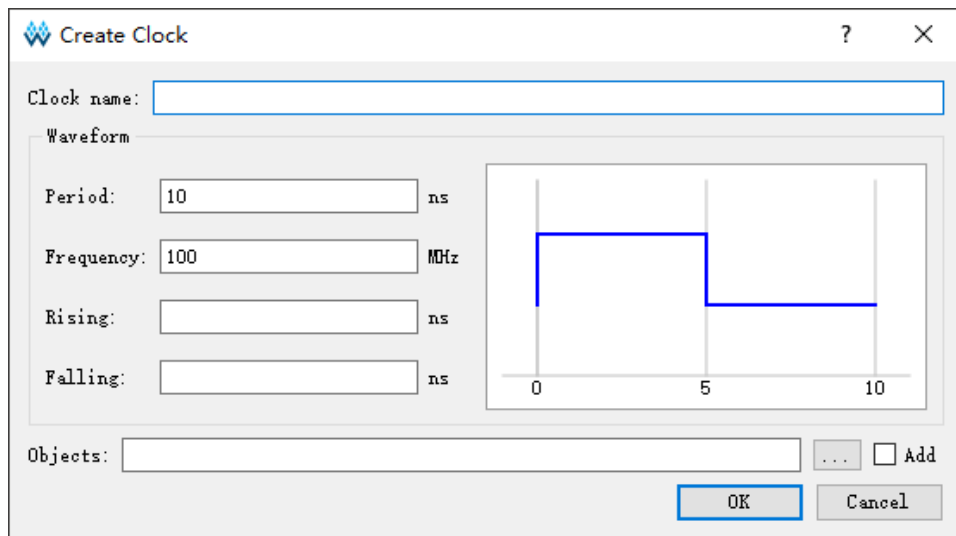 Create Clock ?
Clock name:
Waveform
Period: 10 ns
Frequency: 100 MHz
Rising: ns
Falling: ns
0 5 10
Objects: ... Add
OK Cancel